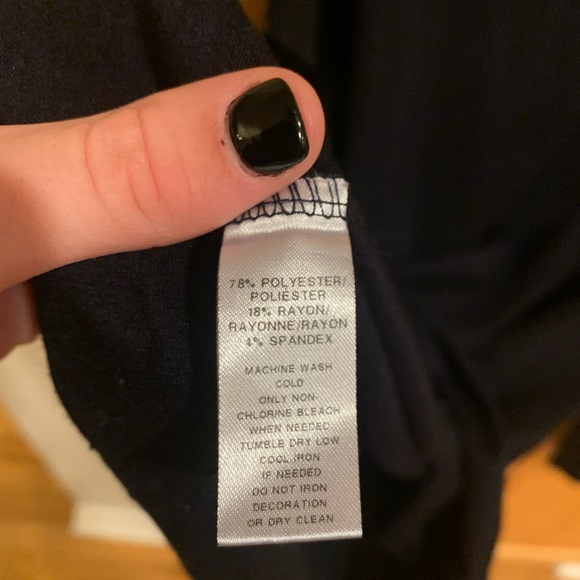 78% POLYESTER/
POLIESTER
18% RAYON/
RAYONNE/RAYON
4% SPANDEX
MACHINE WASH
COLD
ONLY NON-
CHLORINE BLEACH
WHEN NEEDED
TUMBLE DRY LOW
COOL IRON
IF NEEDED
DO NOT IRON
DECORATION
OR DRY CLEAN